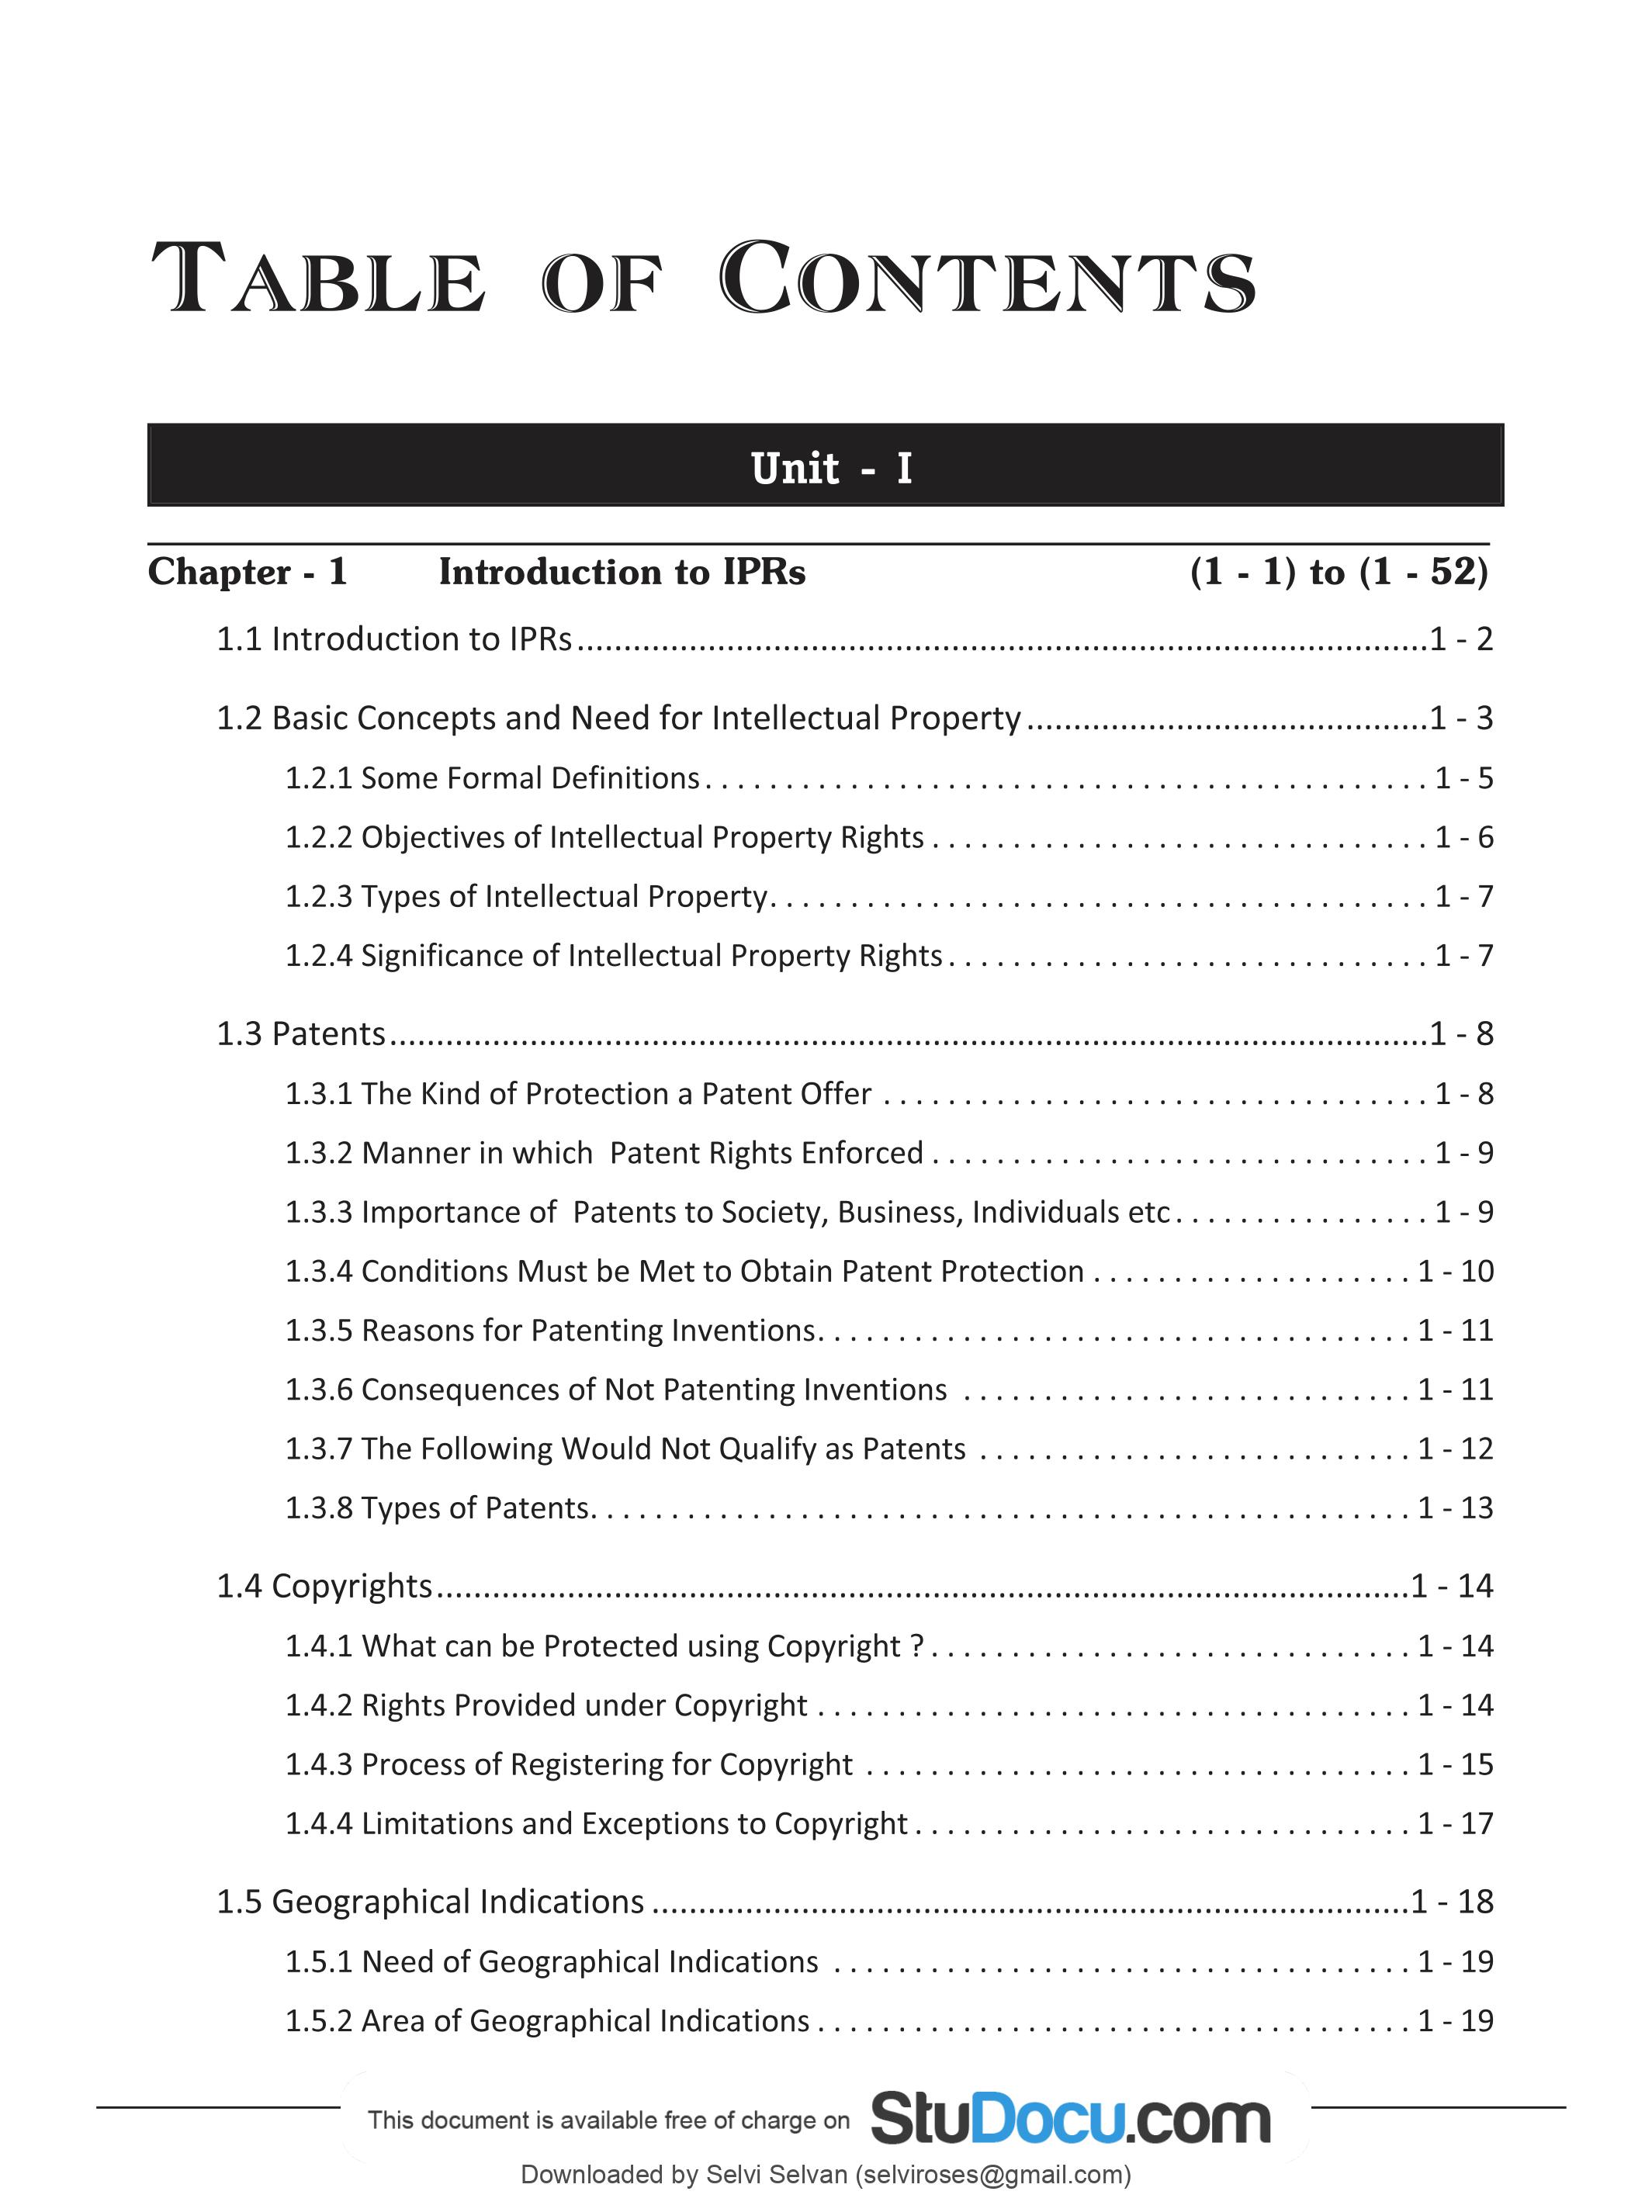 TABLE OF CONTENTS
Unit - I
Chapter - 1 Introduction to IPRs (1 - 1) to (1 - 52)
1.1 Introduction to IPRs...........................................................................................1 - 2
1.2 Basic Concepts and Need for Intellectual Property...........................................1 - 3
1.2.1 Some Formal Definitions. . . . . . . . . . . . . . . . . . . . . . . . . . . . . . . . . . . . . . . . . . . . . 1 - 5
1.2.2 Objectives of Intellectual Property Rights . . . . . . . . . . . . . . . . . . . . . . . . . . . . . . . 1 - 6
1.2.3 Types of Intellectual Property. . . . . . . . . . . . . . . . . . . . . . . . . . . . . . . . . . . . . . . . . 1 - 7
1.2.4 Significance of Intellectual Property Rights. . . . . . . . . . . . . . . . . . . . . . . . . . . . . . 1 - 7
1.3 Patents...............................................................................................................1 - 8
1.3.1 The Kind of Protection a Patent Offer . . . . . . . . . . . . . . . . . . . . . . . . . . . . . . . . . . 1 - 8
1.3.2 Manner in which Patent Rights Enforced . . . . . . . . . . . . . . . . . . . . . . . . . . . . . . . 1 - 9
1.3.3 Importance of Patents to Society, Business, Individuals etc. . . . . . . . . . . . . . . . 1 - 9
1.3.4 Conditions Must be Met to Obtain Patent Protection . . . . . . . . . . . . . . . . . . . . 1 - 10
1.3.5 Reasons for Patenting Inventions. . . . . . . . . . . . . . . . . . . . . . . . . . . . . . . . . . . . . 1 - 11
1.3.6 Consequences of Not Patenting Inventions . . . . . . . . . . . . . . . . . . . . . . . . . . . . 1 - 11
1.3.7 The Following Would Not Qualify as Patents . . . . . . . . . . . . . . . . . . . . . . . . . . . 1 - 12
1.3.8 Types of Patents. . . . . . . . . . . . . . . . . . . . . . . . . . . . . . . . . . . . . . . . . . . . . . . . . . . 1 - 13
1.4 Copyrights........................................................................................................1 - 14
1.4.1 What can be Protected using Copyright ?. . . . . . . . . . . . . . . . . . . . . . . . . . . . . . 1 - 14
1.4.2 Rights Provided under Copyright . . . . . . . . . . . . . . . . . . . . . . . . . . . . . . . . . . . . . 1 - 14
1.4.3 Process of Registering for Copyright . . . . . . . . . . . . . . . . . . . . . . . . . . . . . . . . . . 1 - 15
1.4.4 Limitations and Exceptions to Copyright . . . . . . . . . . . . . . . . . . . . . . . . . . . . . . . 1 - 17
1.5 Geographical Indications .................................................................................1 - 18
1.5.1 Need of Geographical Indications . . . . . . . . . . . . . . . . . . . . . . . . . . . . . . . . . . . . 1 - 19
1.5.2 Area of Geographical Indications . . . . . . . . . . . . . . . . . . . . . . . . . . . . . . . . . . . . . 1 - 19
This document is available free of charge on StuDocu.com
Downloaded by Selvi Selvan (selviroses@gmail.com)